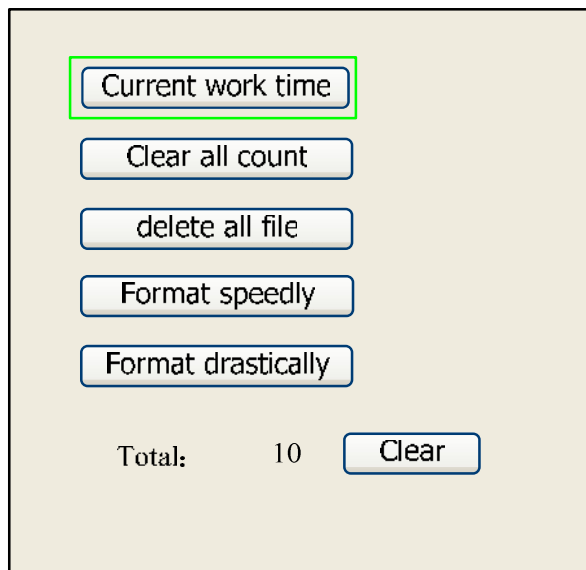 Current work time
Clear all count
delete all file
Format speedly
Format drastically
Total: 10 Clear